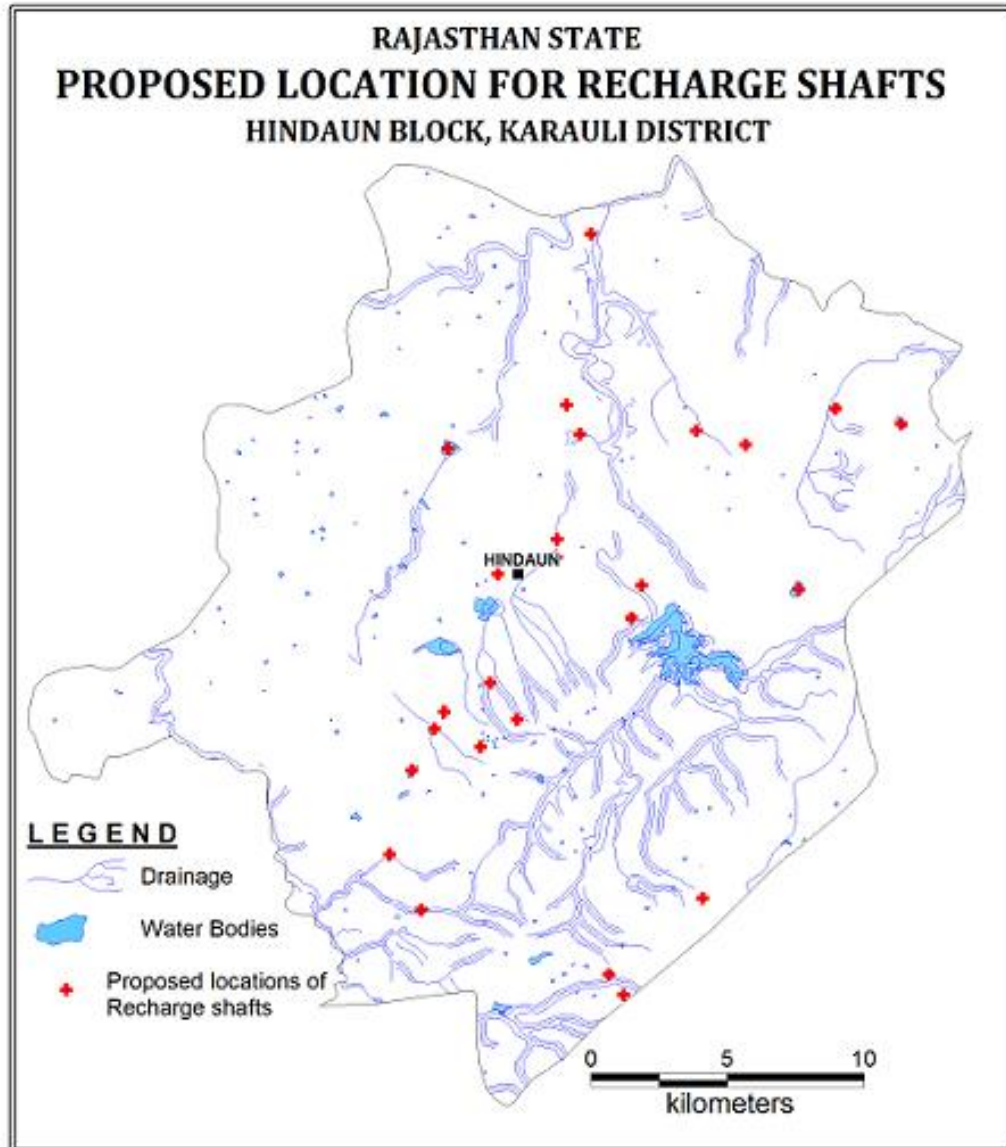 RAJASTHAN STATE
PROPOSED LOCATION FOR RECHARGE SHAFTS
HINDAUN BLOCK, KARAULI DISTRICT
HINDAUN
LEGEND
Drainage
Water Bodies
Proposed locations of
Recharge shafts
0 5 10
kilometers